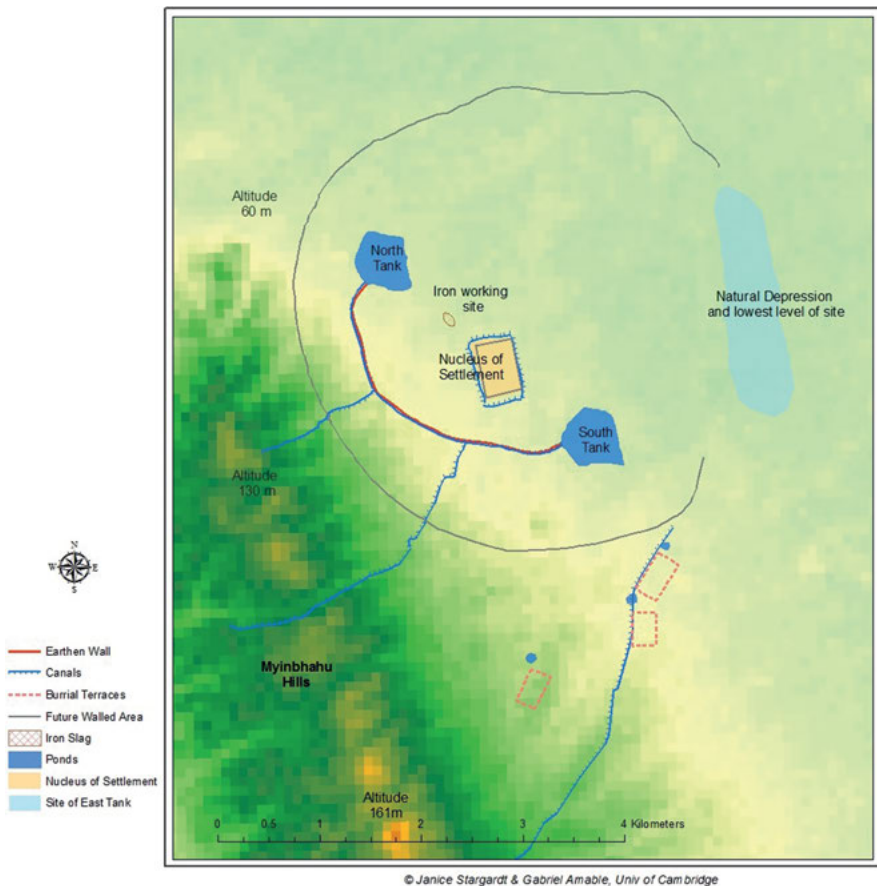 Altitude
60 m
North
Tank
Iron working
site
Natural Depression
and lowest level of site
Nucleus of
Settlement
South
Tank
Altitude
130 m
N
W
E
S
Myinbhahu
Hills
Altitude
161m
0 0.5 1 2 3 4 Kilometers
Earthen Wall
Canals
Burial Terraces
Future Walled Area
Iron Slag
Ponds
Nucleus of Settlement
Site of East Tank
© Janice Stargardt & Gabriel Amable, Univ of Cambridge